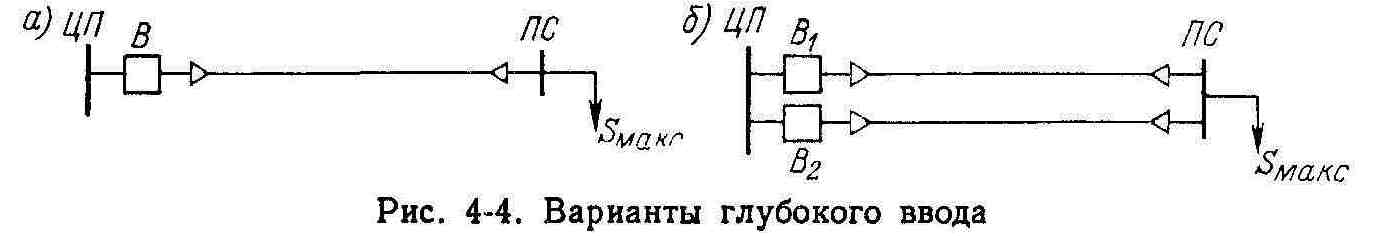 а) ЦП В ПС Sмакс
б) ЦП В1 В2 ПС Sмакс
Рис. 4-4. Варианты глубокого ввода